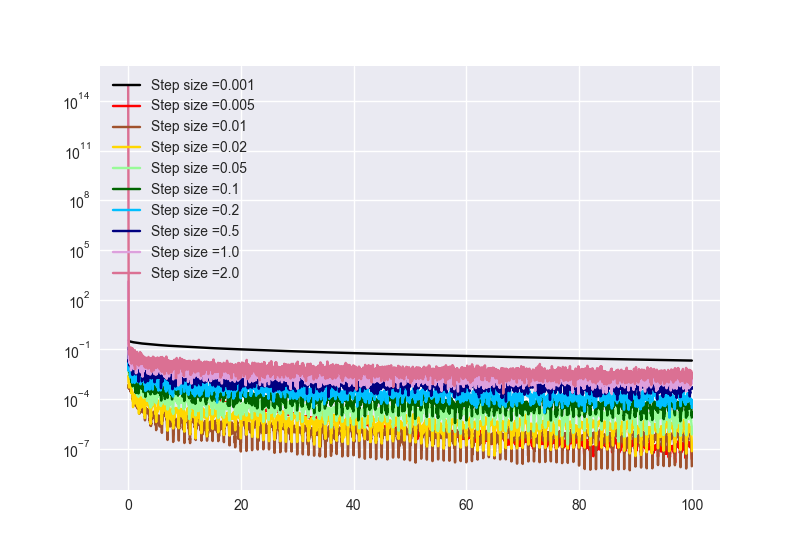 10^14
10^11
10^8
10^5
10^2
10^-1
10^-4
10^-7
Step size =0.001
Step size =0.005
Step size =0.01
Step size =0.02
Step size =0.05
Step size =0.1
Step size =0.2
Step size =0.5
Step size =1.0
Step size =2.0
0 20 40 60 80 100